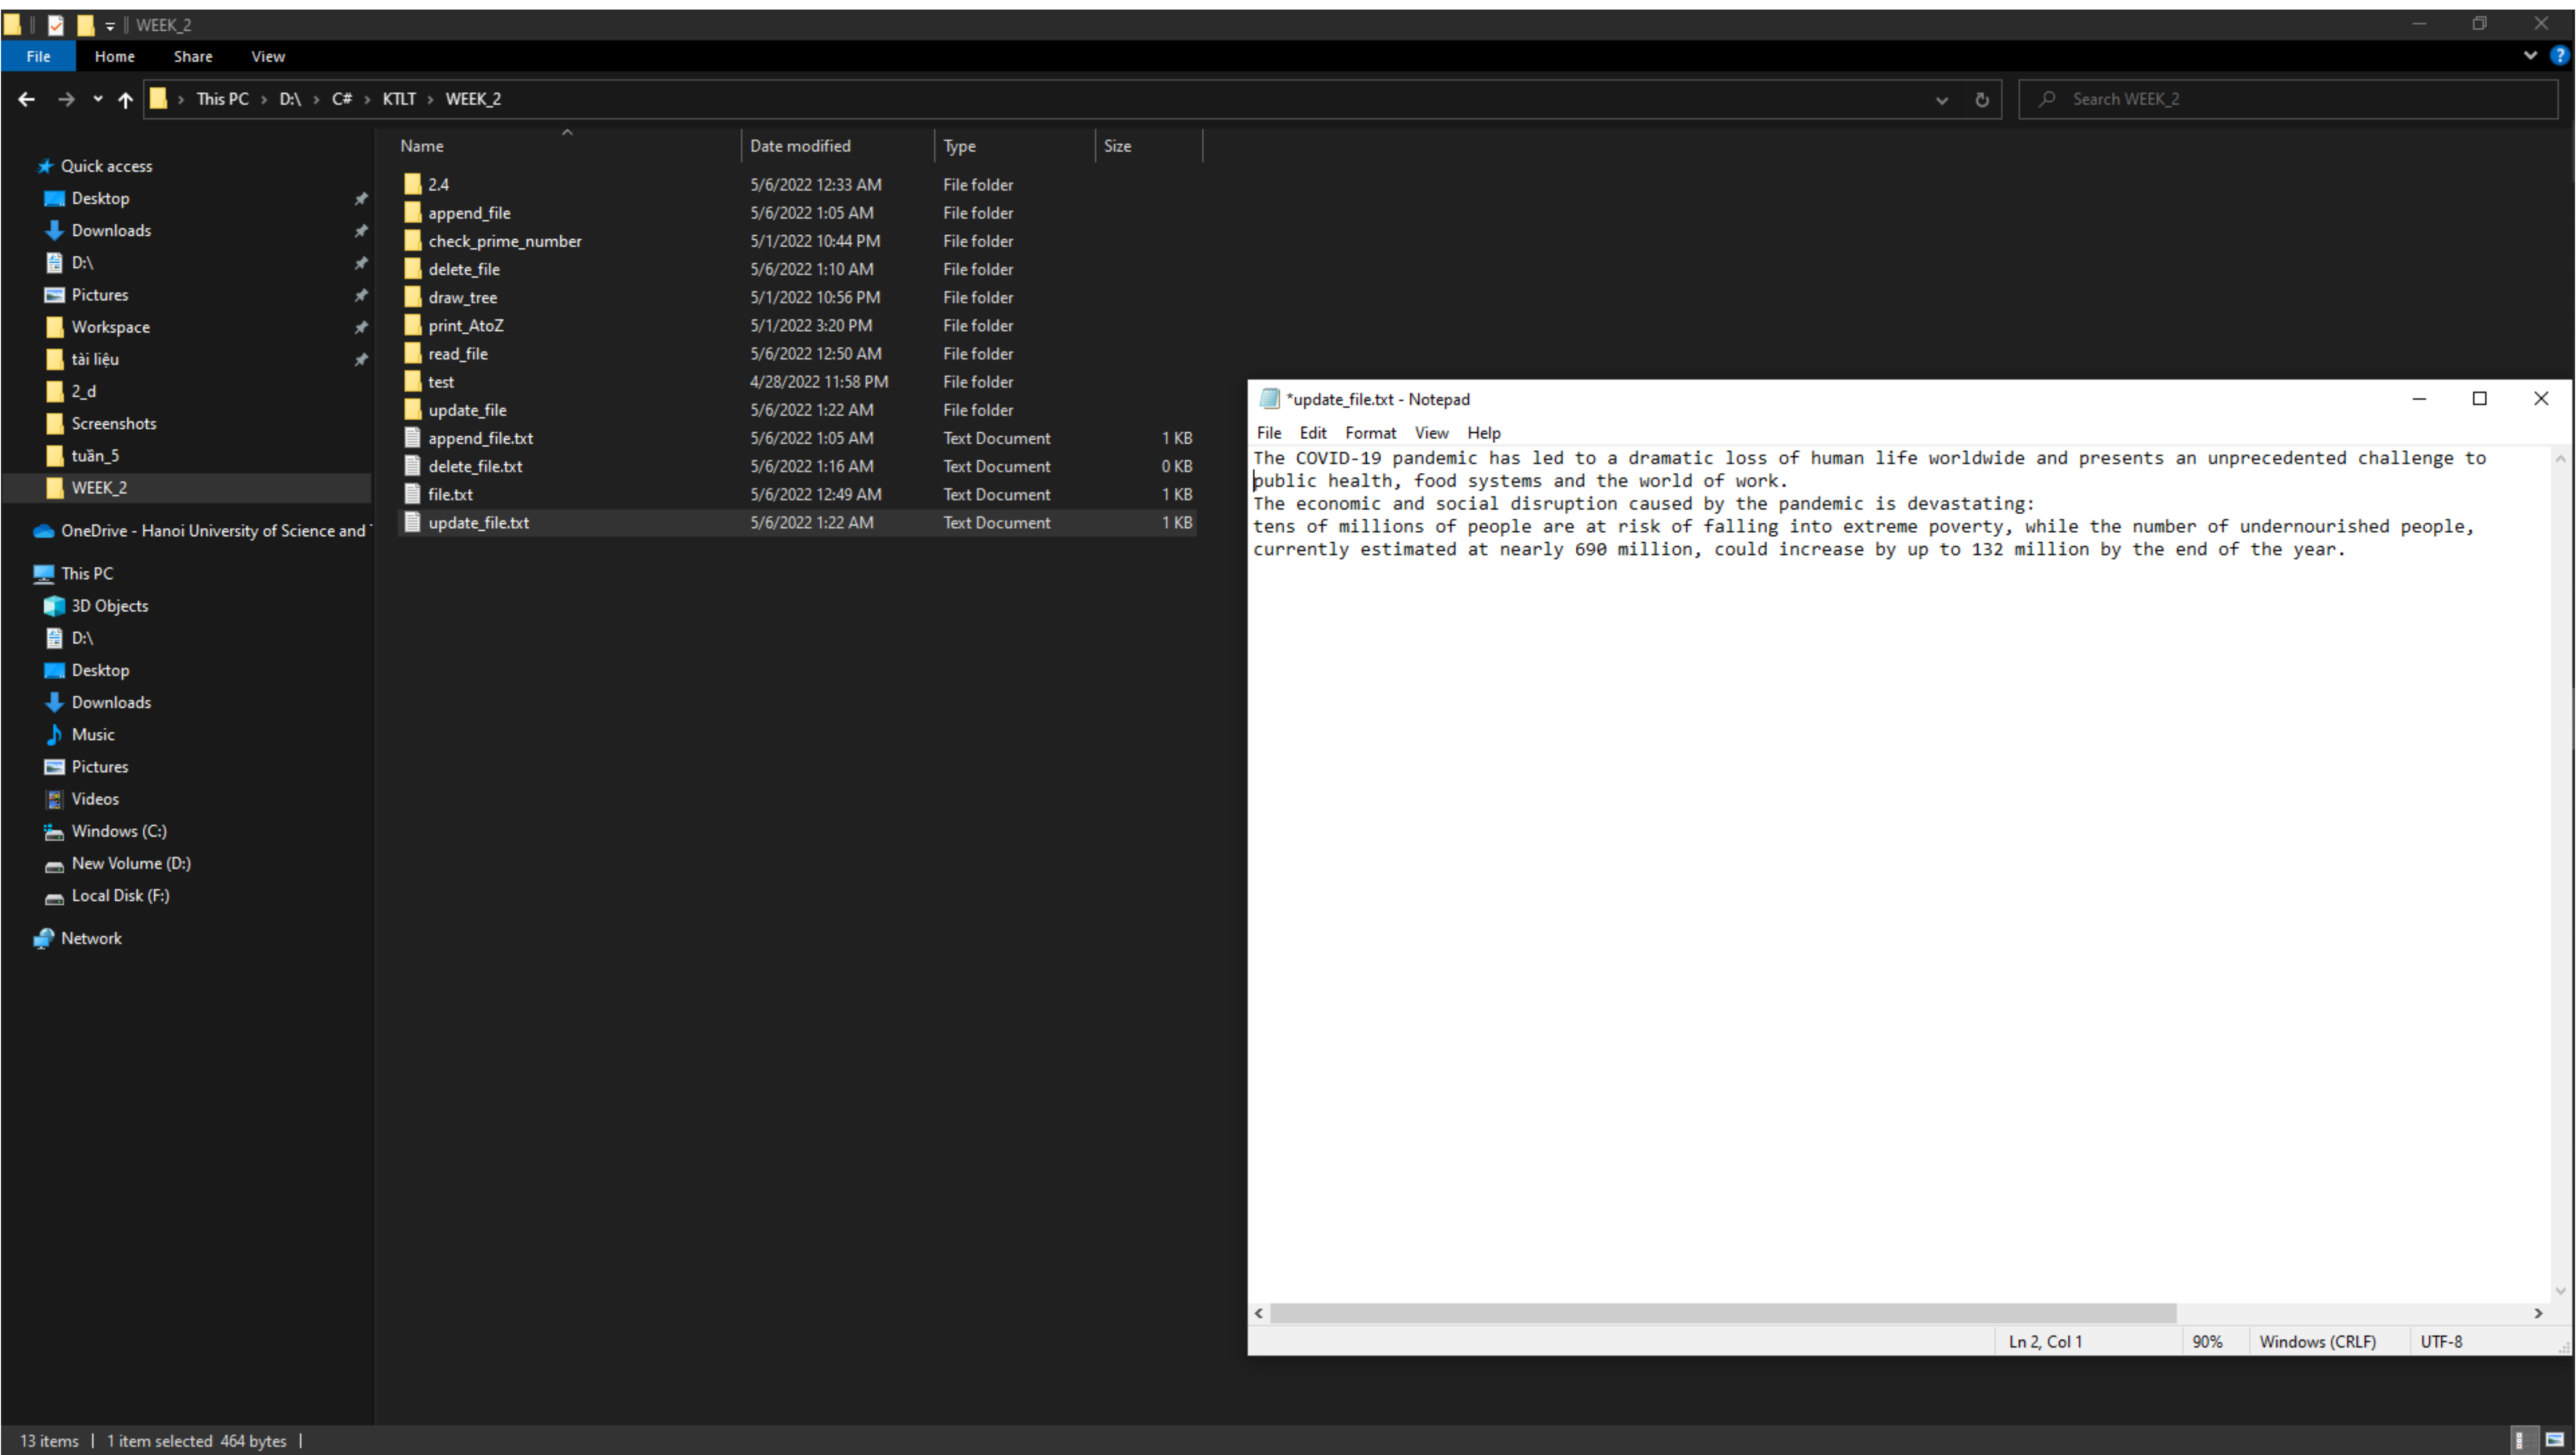 WEEK_2
File Home Share View
This PC > D:\ > C# > KTLT > WEEK_2
Search WEEK_2
Name Date modified Type Size
Quick access
Desktop
Downloads
D:\
Pictures
Workspace
tài liệu
2_d
Screenshots
tuần_5
WEEK_2
OneDrive - Hanoi University of Science and
This PC
3D Objects
D:\
Desktop
Downloads
Music
Pictures
Videos
Windows (C:)
New Volume (D:)
Local Disk (F:)
Network
2.4 5/6/2022 12:33 AM File folder
append_file 5/6/2022 1:05 AM File folder
check_prime_number 5/1/2022 10:44 PM File folder
delete_file 5/6/2022 1:10 AM File folder
draw_tree 5/1/2022 10:56 PM File folder
print_AtoZ 5/1/2022 3:20 PM File folder
read_file 5/6/2022 12:50 AM File folder
test 4/28/2022 11:58 PM File folder
update_file 5/6/2022 1:22 AM File folder
append_file.txt 5/6/2022 1:05 AM Text Document 1 KB
delete_file.txt 5/6/2022 1:16 AM Text Document 0 KB
file.txt 5/6/2022 12:49 AM Text Document 1 KB
update_file.txt 5/6/2022 1:22 AM Text Document 1 KB
*update_file.txt - Notepad
File Edit Format View Help
The COVID-19 pandemic has led to a dramatic loss of human life worldwide and presents an unprecedented challenge to
public health, food systems and the world of work.
The economic and social disruption caused by the pandemic is devastating:
tens of millions of people are at risk of falling into extreme poverty, while the number of undernourished people,
currently estimated at nearly 690 million, could increase by up to 132 million by the end of the year.
Ln 2, Col 1 90% Windows (CRLF) UTF-8
13 items | 1 item selected 464 bytes |